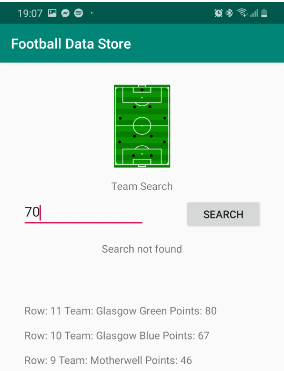 19:07
Football Data Store
Team Search
70
SEARCH
Search not found
Row: 11 Team: Glasgow Green Points: 80
Row: 10 Team: Glasgow Blue Points: 67
Row: 9 Team: Motherwell Points: 46